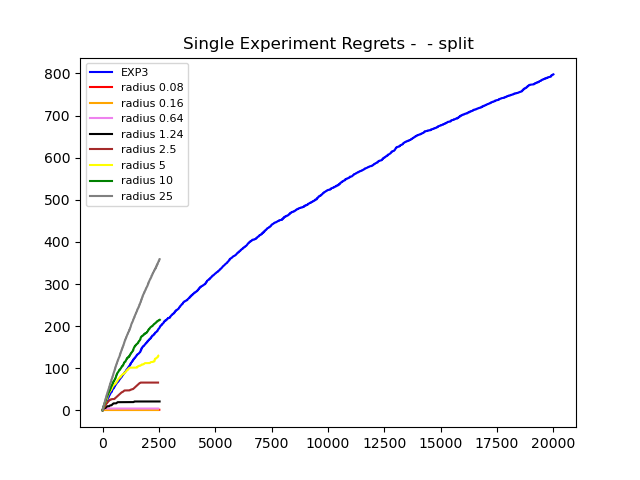 Single Experiment Regrets -  - split
800
700
600
500
400
300
200
100
0
EXP3
radius 0.08
radius 0.16
radius 0.64
radius 1.24
radius 2.5
radius 5
radius 10
radius 25
0 2500 5000 7500 10000 12500 15000 17500 20000